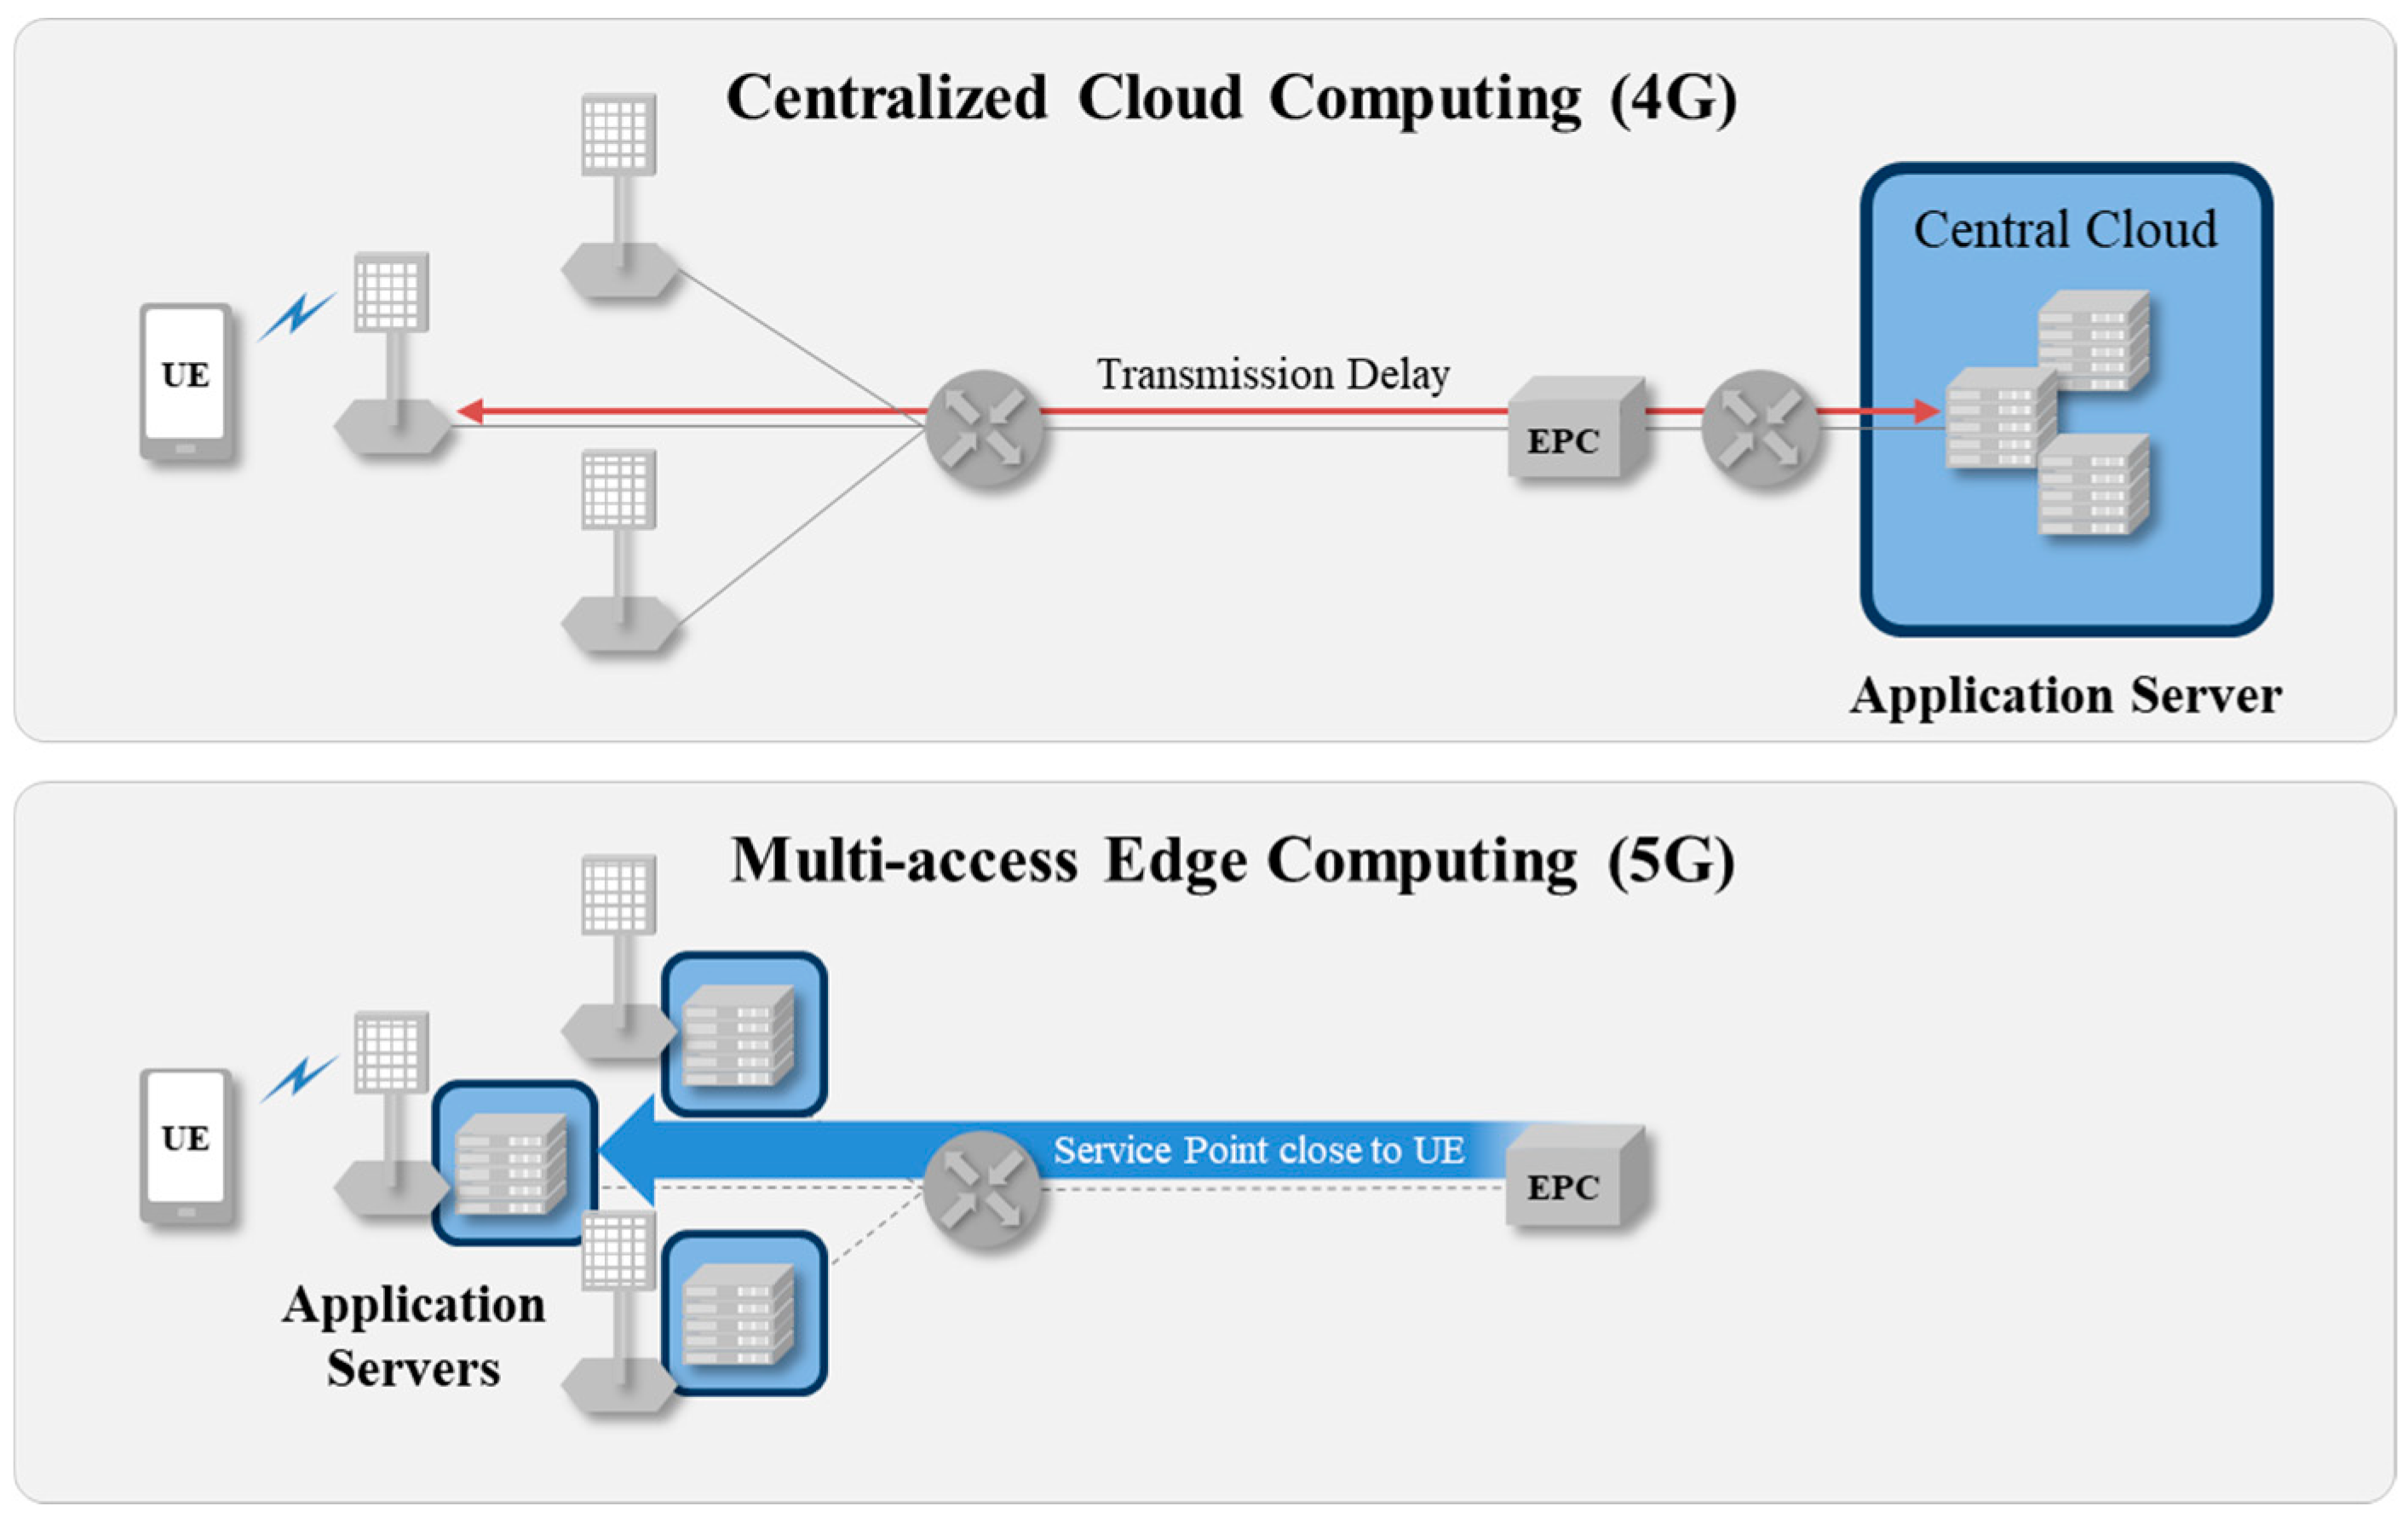 Centralized Cloud Computing (4G)
Central Cloud
UE
Transmission Delay
EPC
Application Server
Multi-access Edge Computing (5G)
UE
Service Point close to UE
EPC
Application
Servers